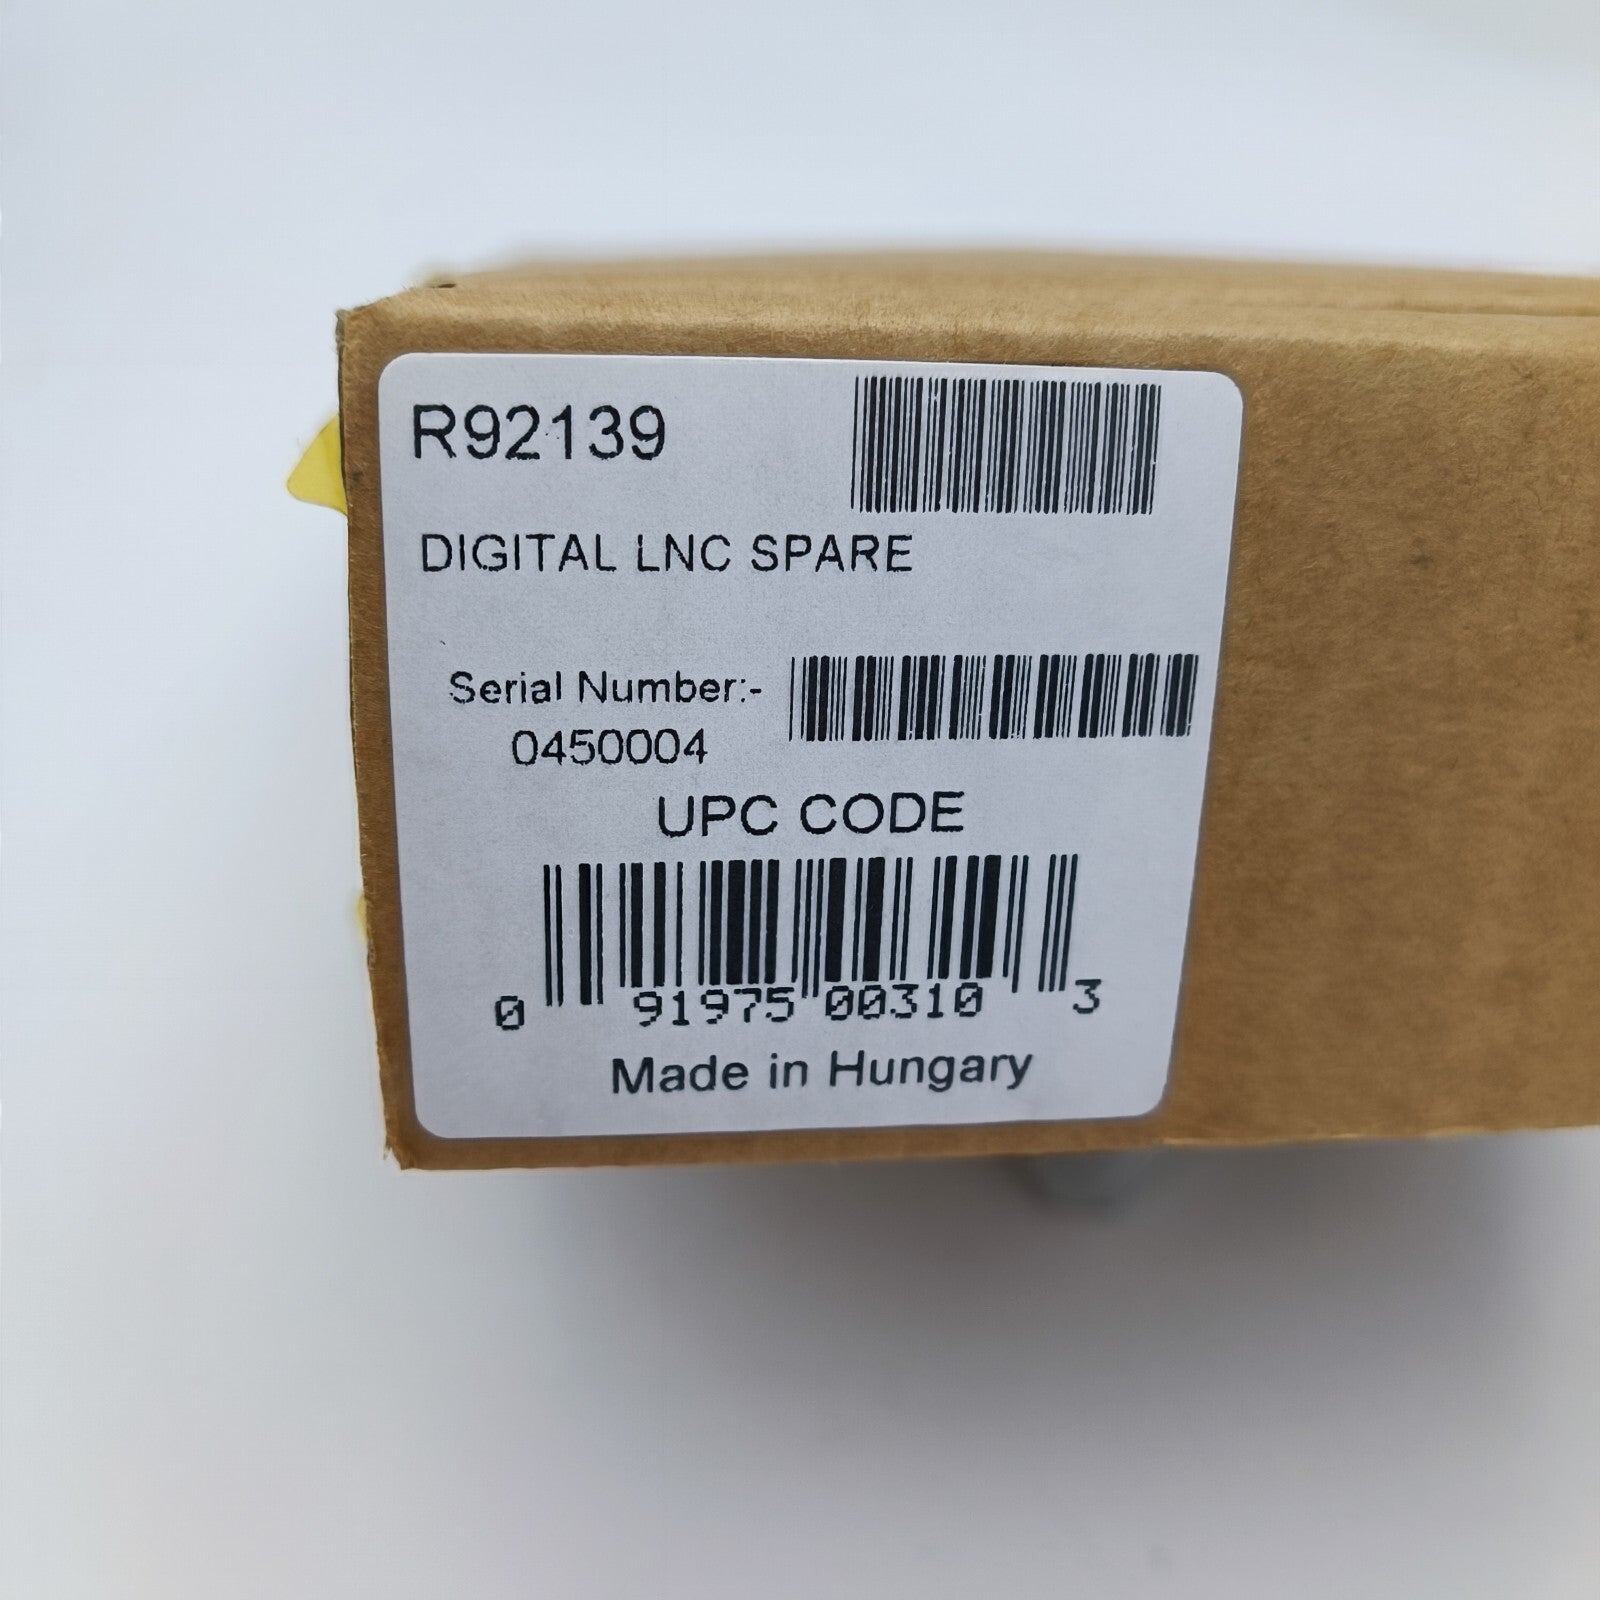 R92139
DIGITAL LNC SPARE
Serial Number:-
0450004
UPC CODE
0 91975 00310 3
Made in Hungary